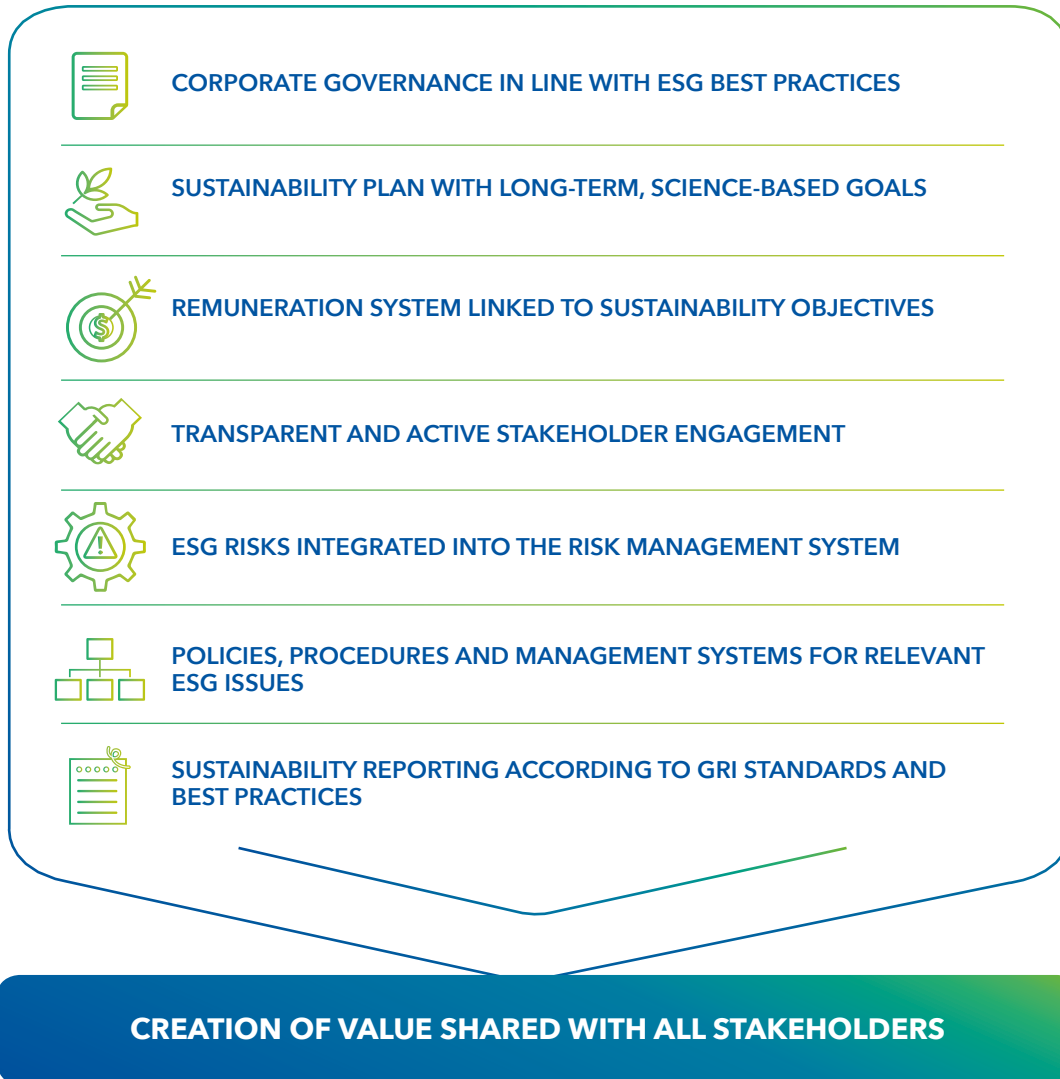 CORPORATE GOVERNANCE IN LINE WITH ESG BEST PRACTICES
SUSTAINABILITY PLAN WITH LONG-TERM, SCIENCE-BASED GOALS
REMUNERATION SYSTEM LINKED TO SUSTAINABILITY OBJECTIVES
TRANSPARENT AND ACTIVE STAKEHOLDER ENGAGEMENT
ESG RISKS INTEGRATED INTO THE RISK MANAGEMENT SYSTEM
POLICIES, PROCEDURES AND MANAGEMENT SYSTEMS FOR RELEVANT
ESG ISSUES
SUSTAINABILITY REPORTING ACCORDING TO GRI STANDARDS AND
BEST PRACTICES
CREATION OF VALUE SHARED WITH ALL STAKEHOLDERS